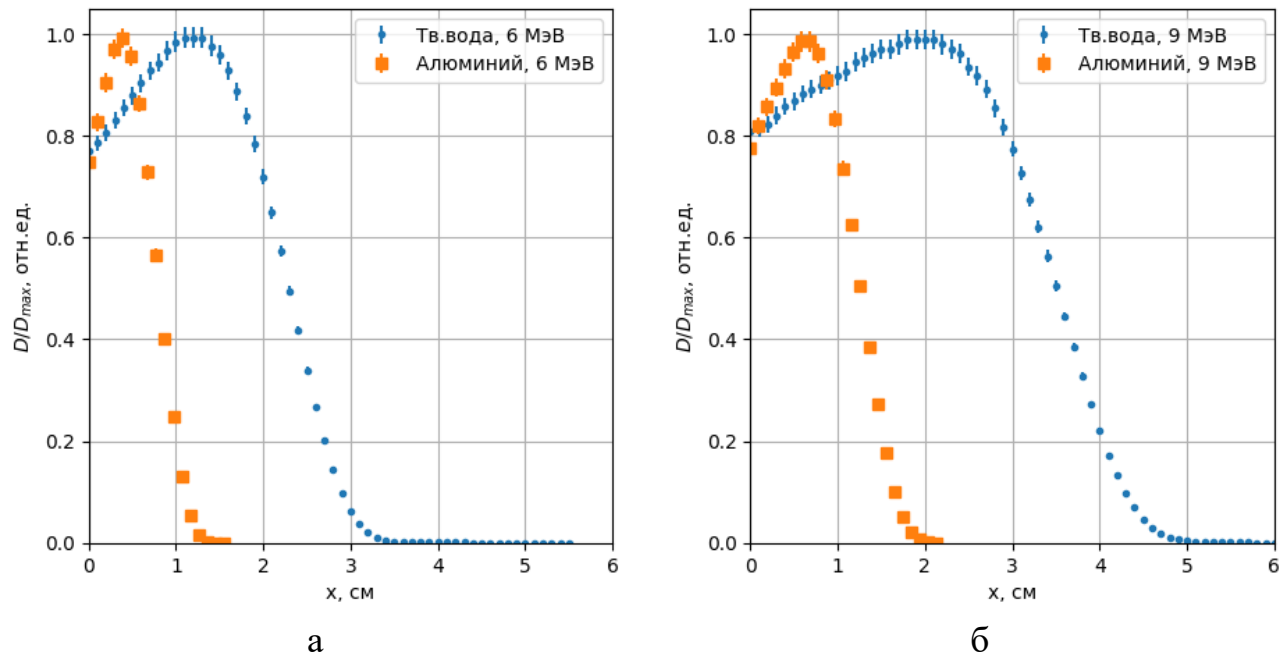 Тв.вода, 6 МэВ
Алюминий, 6 МэВ
D/Dmax, отн.ед.
1.0
0.8
0.6
0.4
0.2
0.0
0 1 2 3 4 5 6
x, см
а
Тв.вода, 9 МэВ
Алюминий, 9 МэВ
D/Dmax, отн.ед.
1.0
0.8
0.6
0.4
0.2
0.0
0 1 2 3 4 5 6
x, см
б